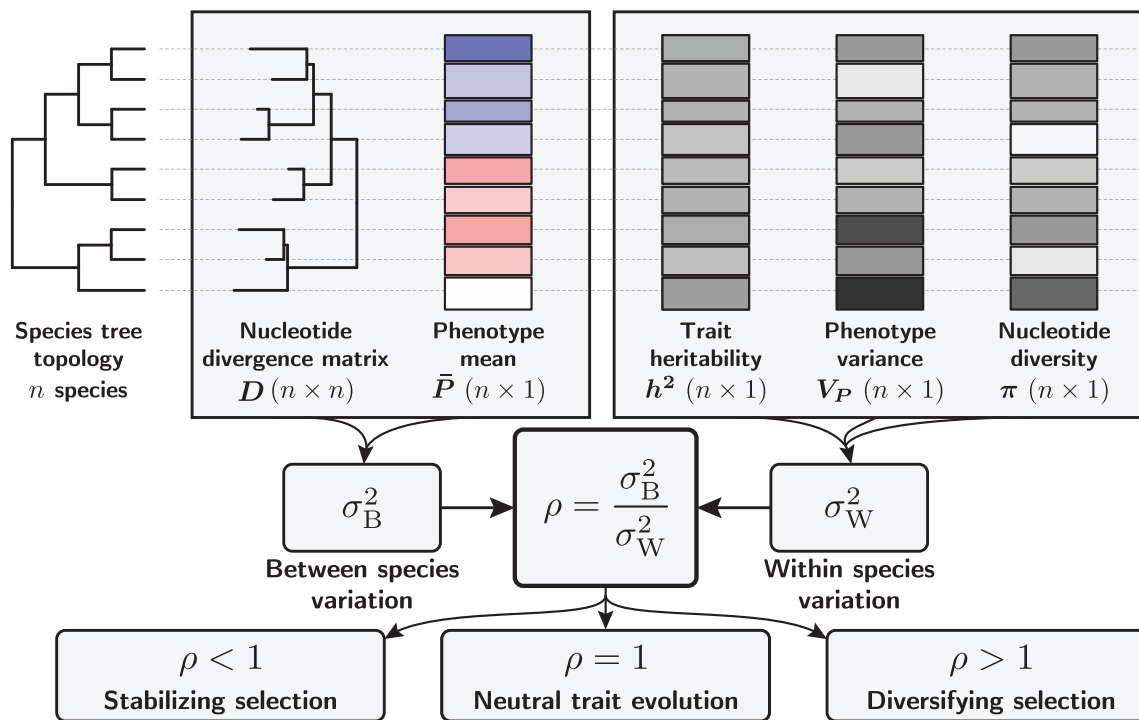 Species tree
topology
n species
Nucleotide
divergence matrix
D (n × n)
Phenotype
mean
P̄ (n × 1)
Trait
heritability
h² (n × 1)
Phenotype
variance
V_P (n × 1)
Nucleotide
diversity
π (n × 1)
σ²_B
Between species
variation
ρ = σ²_B / σ²_W
σ²_W
Within species
variation
ρ < 1
Stabilizing selection
ρ = 1
Neutral trait evolution
ρ > 1
Diversifying selection